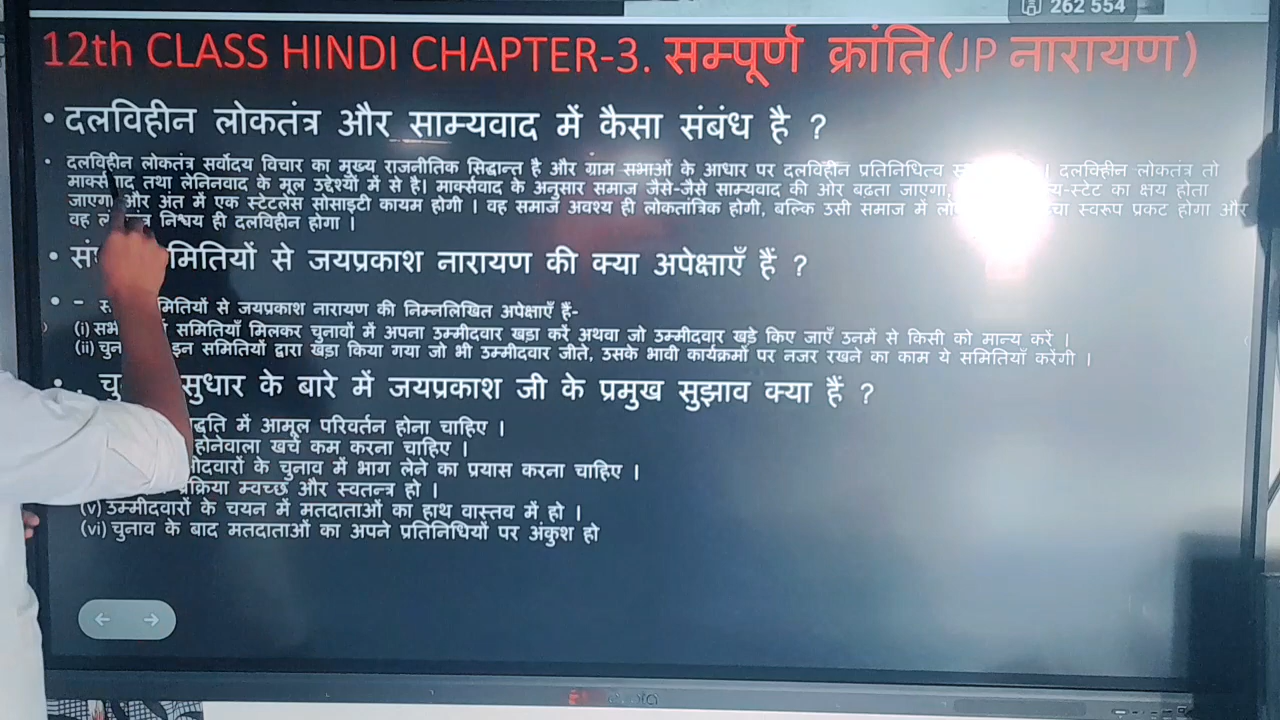 262 554
12th CLASS HINDI CHAPTER-3. सम्पूर्ण क्रांति(JP नारायण)
• दलविहीन लोकतंत्र और साम्यवाद में कैसा संबंध है ?
• दलविहीन लोकतंत्र सर्वोदय विचार का मुख्य राजनीतिक सिद्धान्त है और ग्राम सभाओं के आधार पर दलविहीन प्रतिनिधित्व । दलविहीन लोकतंत्र तो
तथा लेनिनवाद के मूल उद्देश्यों में से है। मार्क्सवाद के अनुसार समाज जैसे-जैसे साम्यवाद की ओर बढता जाएगा, का क्षय होता
जाएगा और अंत में एक स्टेटलेस सोसाइटी कायम होगी । वह समाज अवश्य ही लोकतांत्रिक होगी, बल्कि उसी समाज में स्वरूप प्रकट होगा और
वह निश्चय ही दलविहीन होगा ।
• से जयप्रकाश नारायण की क्या अपेक्षाएँ हैं ?
• - से जयप्रकाश नारायण की निम्नलिखित अपेक्षाएँ हैं-
(i) समितियाँ मिलकर चुनावों में अपना उम्मीदवार खड़ा करें अथवा जो उम्मीदवार खड़े किए जाएँ उनमें से किसी को मान्य करें ।
(ii) इन समितियों द्वारा खड़ा किया गया जो भी उम्मीदवार जीते, उसके भावी कार्यक्रमों पर नजर रखने का काम ये समितियाँ करेंगी ।
• सुधार के बारे में जयप्रकाश जी के प्रमुख सुझाव क्या हैं ?
में आमूल परिवर्तन होना चाहिए ।
होनेवाला खर्च कम करना चाहिए ।
के चुनाव में भाग लेने का प्रयास करना चाहिए ।
म्वच्छ और स्वतन्त्र हो ।
(v) उम्मीदवारों के चयन में मतदाताओं का हाथ वास्तव में हो ।
(vi) चुनाव के बाद मतदाताओं का अपने प्रतिनिधियों पर अंकुश हो